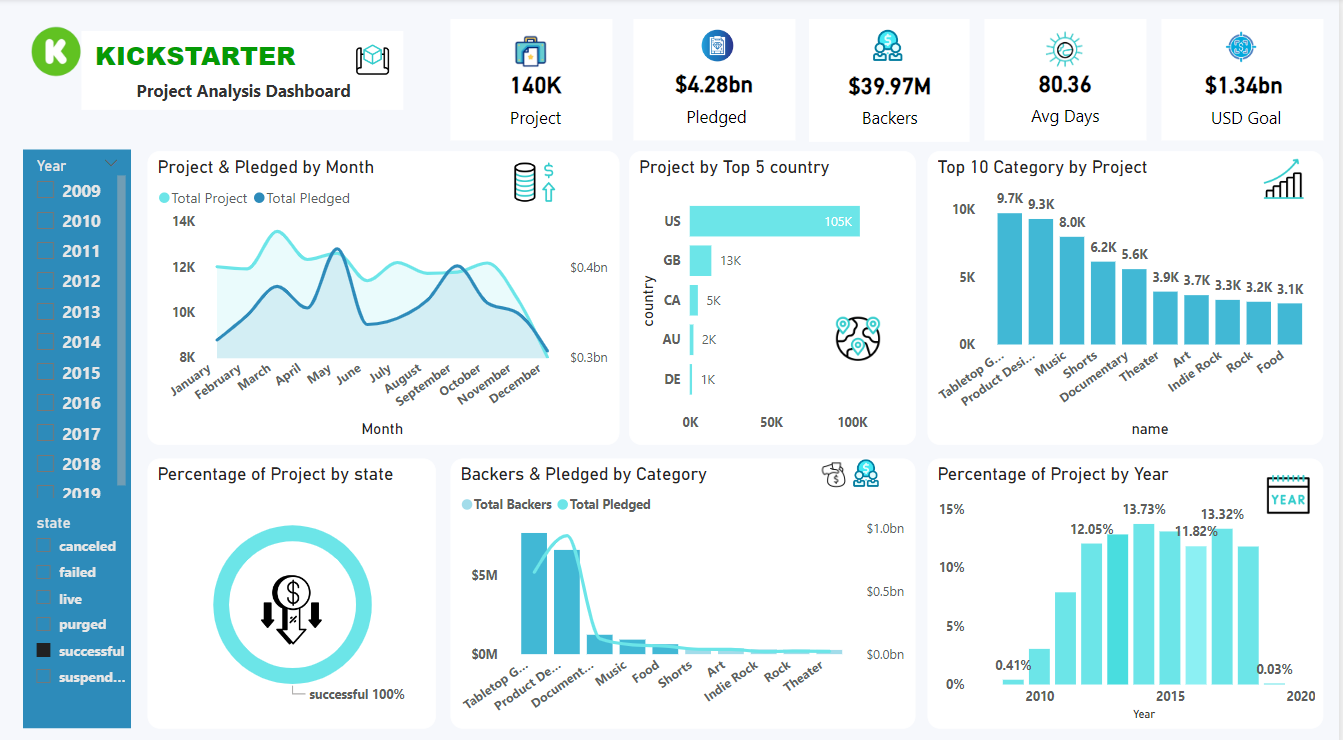 K
KICKSTARTER
Project Analysis Dashboard
140K
Project
$4.28bn
Pledged
$39.97M
Backers
80.36
Avg Days
$1.34bn
USD Goal
Year
2009
2010
2011
2012
2013
2014
2015
2016
2017
2018
2019
state
canceled
failed
live
purged
successful
suspend...
Project & Pledged by Month
Total Project Total Pledged
14K
12K
10K
8K
$0.4bn
$0.3bn
January
February
March
April
May
June
July
August
September
October
November
December
Month
Project by Top 5 country
country
US 105K
GB 13K
CA 5K
AU 2K
DE 1K
0K 50K 100K
Top 10 Category by Project
10K
5K
0K
9.7K
9.3K
8.0K
6.2K
5.6K
3.9K
3.7K
3.3K
3.2K
3.1K
Tabletop G...
Product Desi...
Music
Shorts
Documentary
Theater
Art
Indie Rock
Rock
Food
name
Percentage of Project by state
successful 100%
Backers & Pledged by Category
Total Backers Total Pledged
$5M
$0M
$1.0bn
$0.5bn
$0.0bn
Tabletop G...
Product De...
Document...
Music
Food
Shorts
Art
Indie Rock
Rock
Theater
Percentage of Project by Year
YEAR
15%
10%
5%
0%
0.41%
12.05%
13.73%
11.82%
13.32%
0.03%
2010 2015 2020
Year